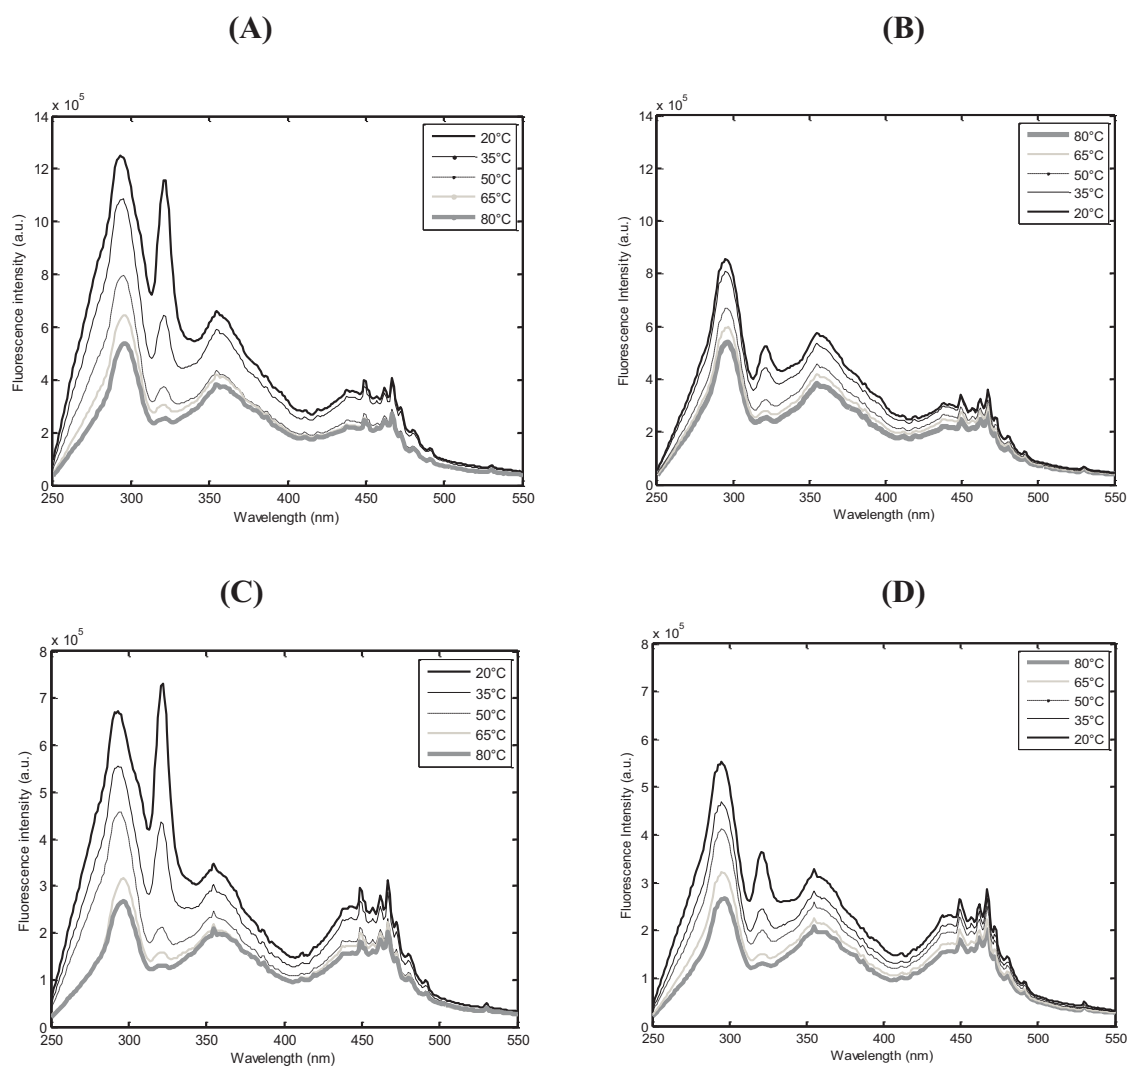 (A)
x 10^5
14
12
10
8
6
4
2
0
Fluorescence intensity (a.u.)
250 300 350 400 450 500 550
Wavelength (nm)
20°C
35°C
50°C
65°C
80°C
(B)
x 10^5
14
12
10
8
6
4
2
0
Fluorescence Intensity (a.u.)
250 300 350 400 450 500 550
Wavelength (nm)
80°C
65°C
50°C
35°C
20°C
(C)
x 10^5
8
7
6
5
4
3
2
1
0
Fluorescence intensity (a.u.)
250 300 350 400 450 500 550
Wavelength (nm)
20°C
35°C
50°C
65°C
80°C
(D)
x 10^5
8
7
6
5
4
3
2
1
0
Fluorescence Intensity (a.u.)
250 300 350 400 450 500 550
Wavelength (nm)
80°C
65°C
50°C
35°C
20°C